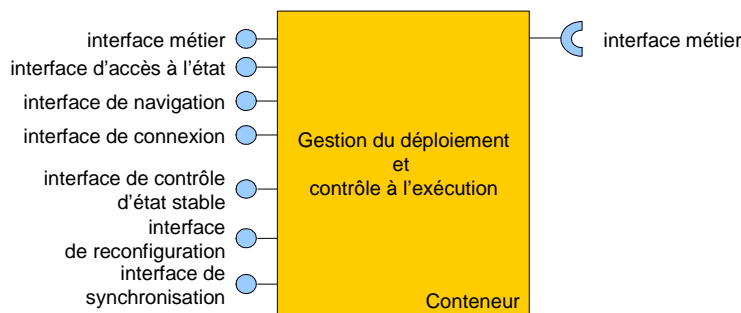 interface métier
interface d'accès à l'état
interface de navigation
interface de connexion
interface de contrôle
d'état stable
interface
de reconfiguration
interface de
synchronisation
Gestion du déploiement
et
contrôle à l'exécution
Conteneur
interface métier